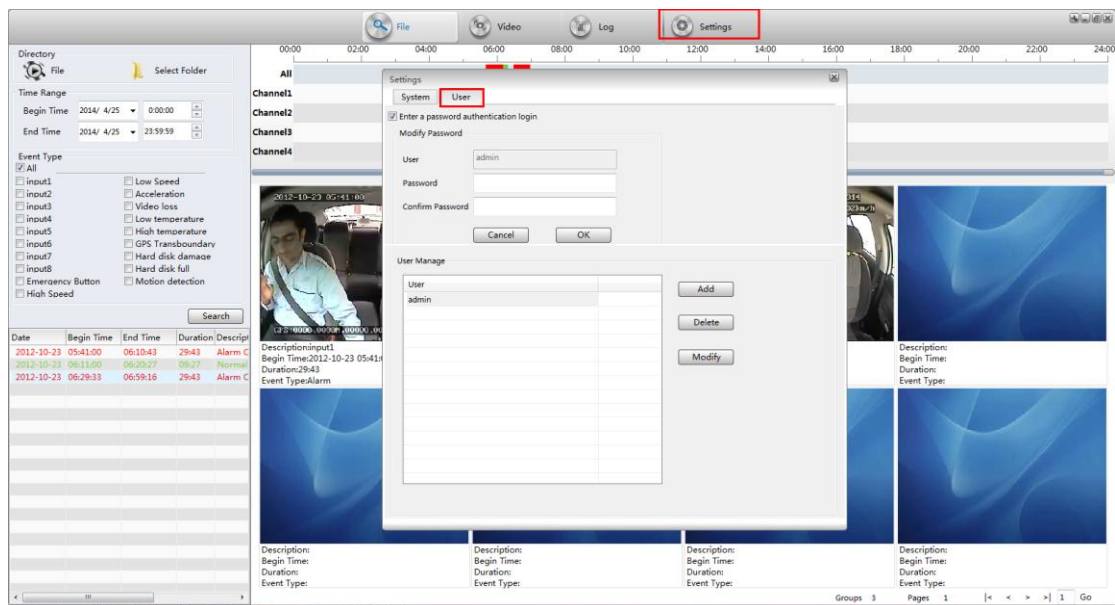 File Video Log Settings
Directory
File Select Folder
Time Range
Begin Time 2014/ 4/25 0:00:00
End Time 2014/ 4/25 23:59:59
Event Type
All
input1 Low Speed
input2 Acceleration
input3 Video loss
input4 Low temperature
input5 High temperature
input6 GPS Transboundary
input7 Hard disk damage
input8 Hard disk full
Emergency Button Motion detection
High Speed
Search
Date Begin Time End Time Duration Descript
2012-10-23 05:41:00 06:10:43 29:43 Alarm C
2012-10-23 06:11:00 06:20:27 09:27 Normal
2012-10-23 06:29:33 06:59:16 29:43 Alarm C
00:00 02:00 04:00 06:00 08:00 10:00 12:00 14:00 16:00 18:00 20:00 22:00 24:00
All
Channel1
Channel2
Channel3
Channel4
Settings
System User
Enter a password authentication login
Modify Password
User admin
Password
Confirm Password
Cancel OK
User Manage
User
admin
Add
Delete
Modify
2012-10-23 05:41:00
Description:input1
Begin Time:2012-10-23 05:41:
Duration:29:43
Event Type:Alarm
Description:
Begin Time:
Duration:
Event Type:
Description: Description: Description: Description:
Begin Time: Begin Time: Begin Time: Begin Time:
Duration: Duration: Duration: Duration:
Event Type: Event Type: Event Type: Event Type:
Groups 3 Pages 1 |< < > >| 1 Go